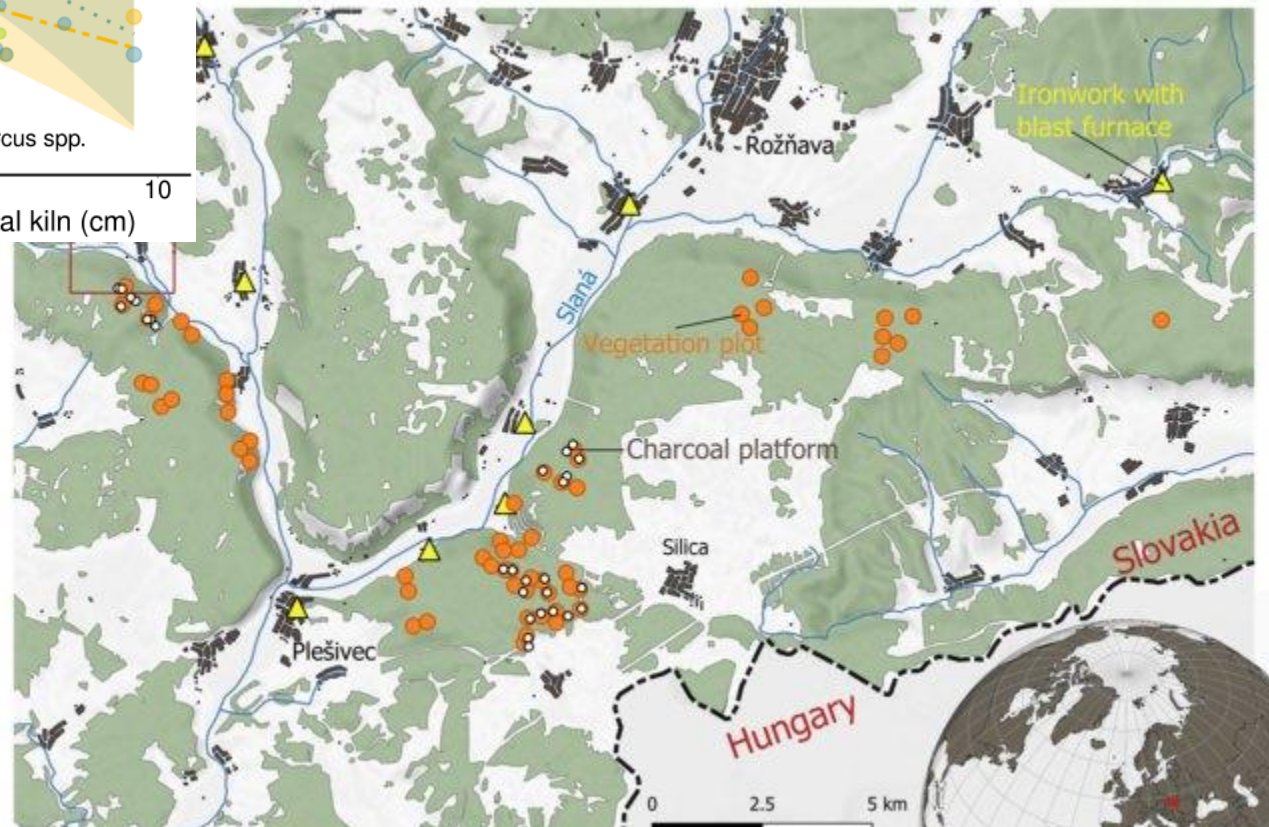 cus spp.
10
al kiln (cm)
Ironwork with
blast furnace
Rožňava
Slaná
Vegetation plot
Charcoal platform
Silica
Slovakia
Plešivec
Hungary
0 2.5 5 km